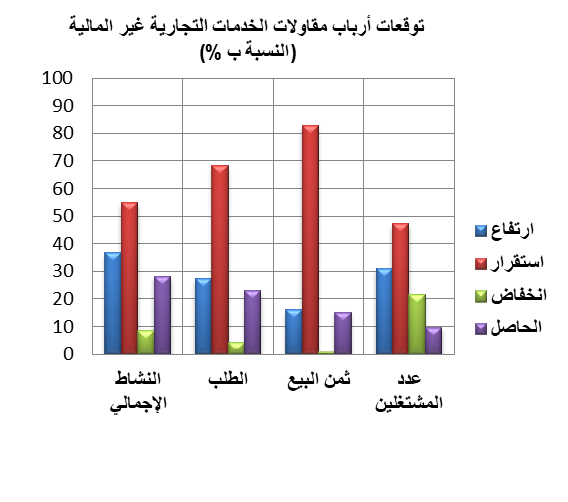 توقعات أرباب مقاولات الخدمات التجارية غير المالية
(النسبة ب %)
100
90
80
70
60
50
40
30
20
10
0
النشاط
الإجمالي
الطلب
ثمن البيع
عدد
المشتغلين
ارتفاع
استقرار
انخفاض
الحاصل